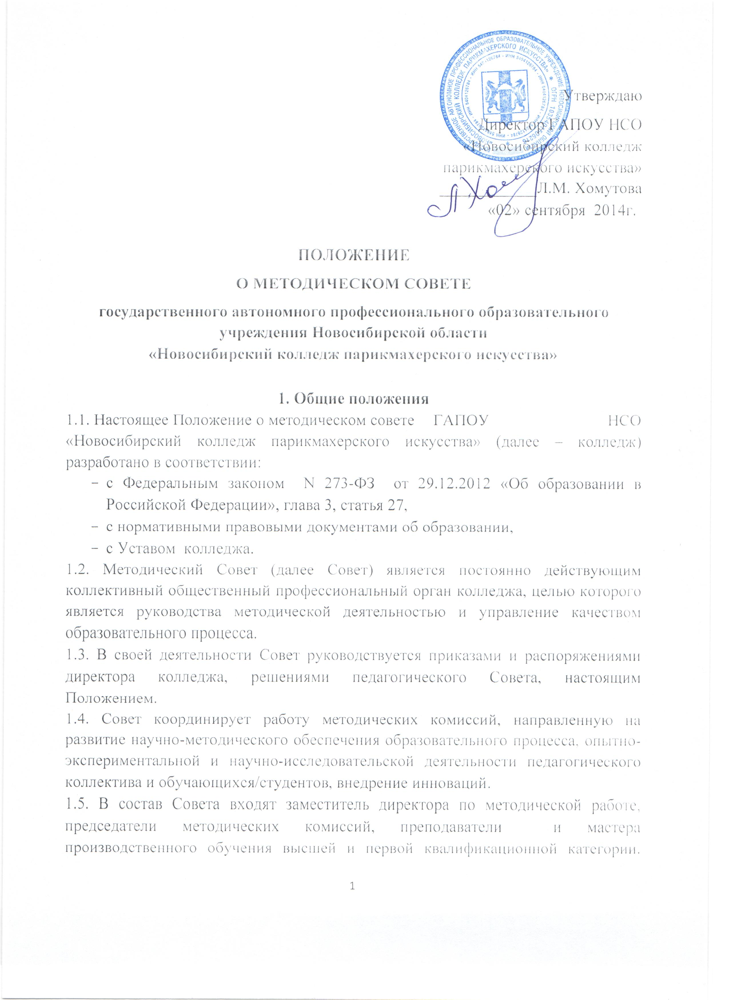 Утверждаю
Директор ГАПОУ НСО
«Новосибирский колледж
парикмахерского искусства»
____________Л.М. Хомутова
«02» сентября 2014г.
ПОЛОЖЕНИЕ
О МЕТОДИЧЕСКОМ СОВЕТЕ
государственного автономного профессионального образовательного
учреждения Новосибирской области
«Новосибирский колледж парикмахерского искусства»
1. Общие положения
1.1. Настоящее Положение о методическом совете ГАПОУ НСО
«Новосибирский колледж парикмахерского искусства» (далее – колледж)
разработано в соответствии:
− с Федеральным законом N 273-ФЗ от 29.12.2012 «Об образовании в
Российской Федерации», глава 3, статья 27,
− с нормативными правовыми документами об образовании,
− с Уставом колледжа.
1.2. Методический Совет (далее Совет) является постоянно действующим
коллективный общественный профессиональный орган колледжа, целью которого
является руководства методической деятельностью и управление качеством
образовательного процесса.
1.3. В своей деятельности Совет руководствуется приказами и распоряжениями
директора колледжа, решениями педагогического Совета, настоящим
Положением.
1.4. Совет координирует работу методических комиссий, направленную на
развитие научно-методического обеспечения образовательного процесса, опытно-
экспериментальной и научно-исследовательской деятельности педагогического
коллектива и обучающихся/студентов, внедрение инноваций.
1.5. В состав Совета входят заместитель директора по методической работе,
председатели методических комиссий, преподаватели и мастера
производственного обучения высшей и первой квалификационной категории.
1